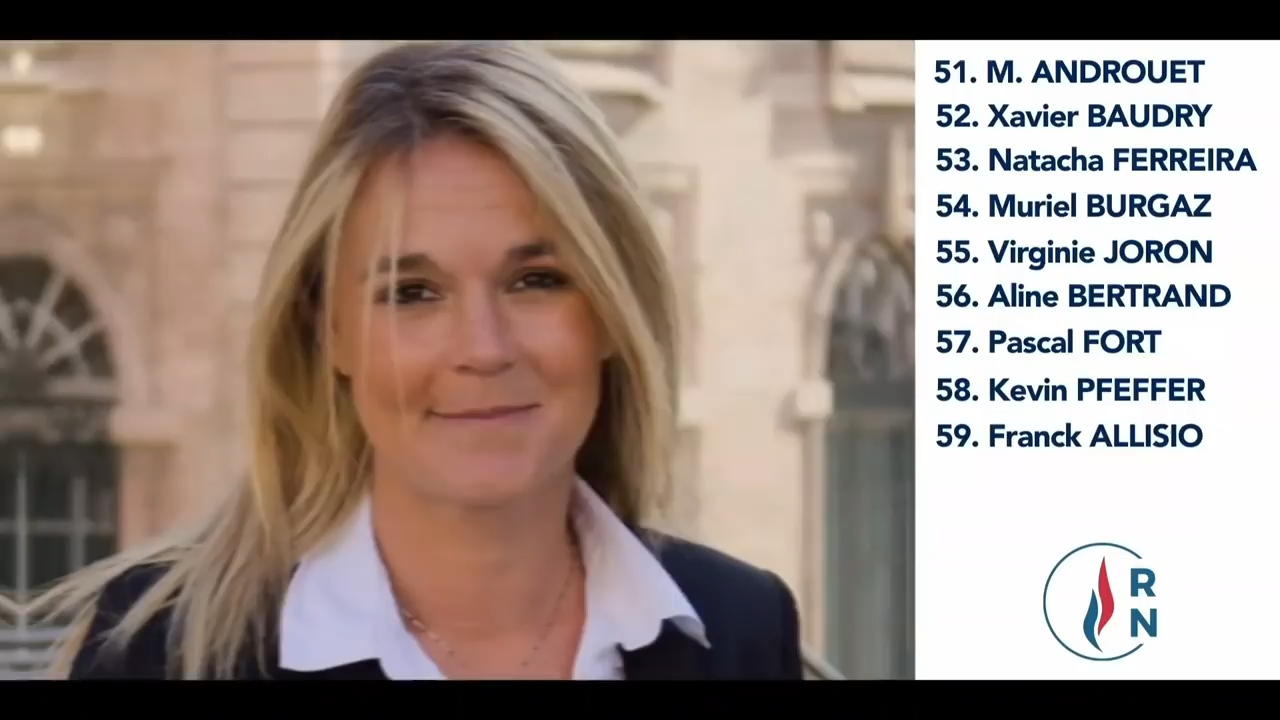 51. M. ANDROUET
52. Xavier BAUDRY
53. Natacha FERREIRA
54. Muriel BURGAZ
55. Virginie JORON
56. Aline BERTRAND
57. Pascal FORT
58. Kevin PFEFFER
59. Franck ALLISIO
R
N